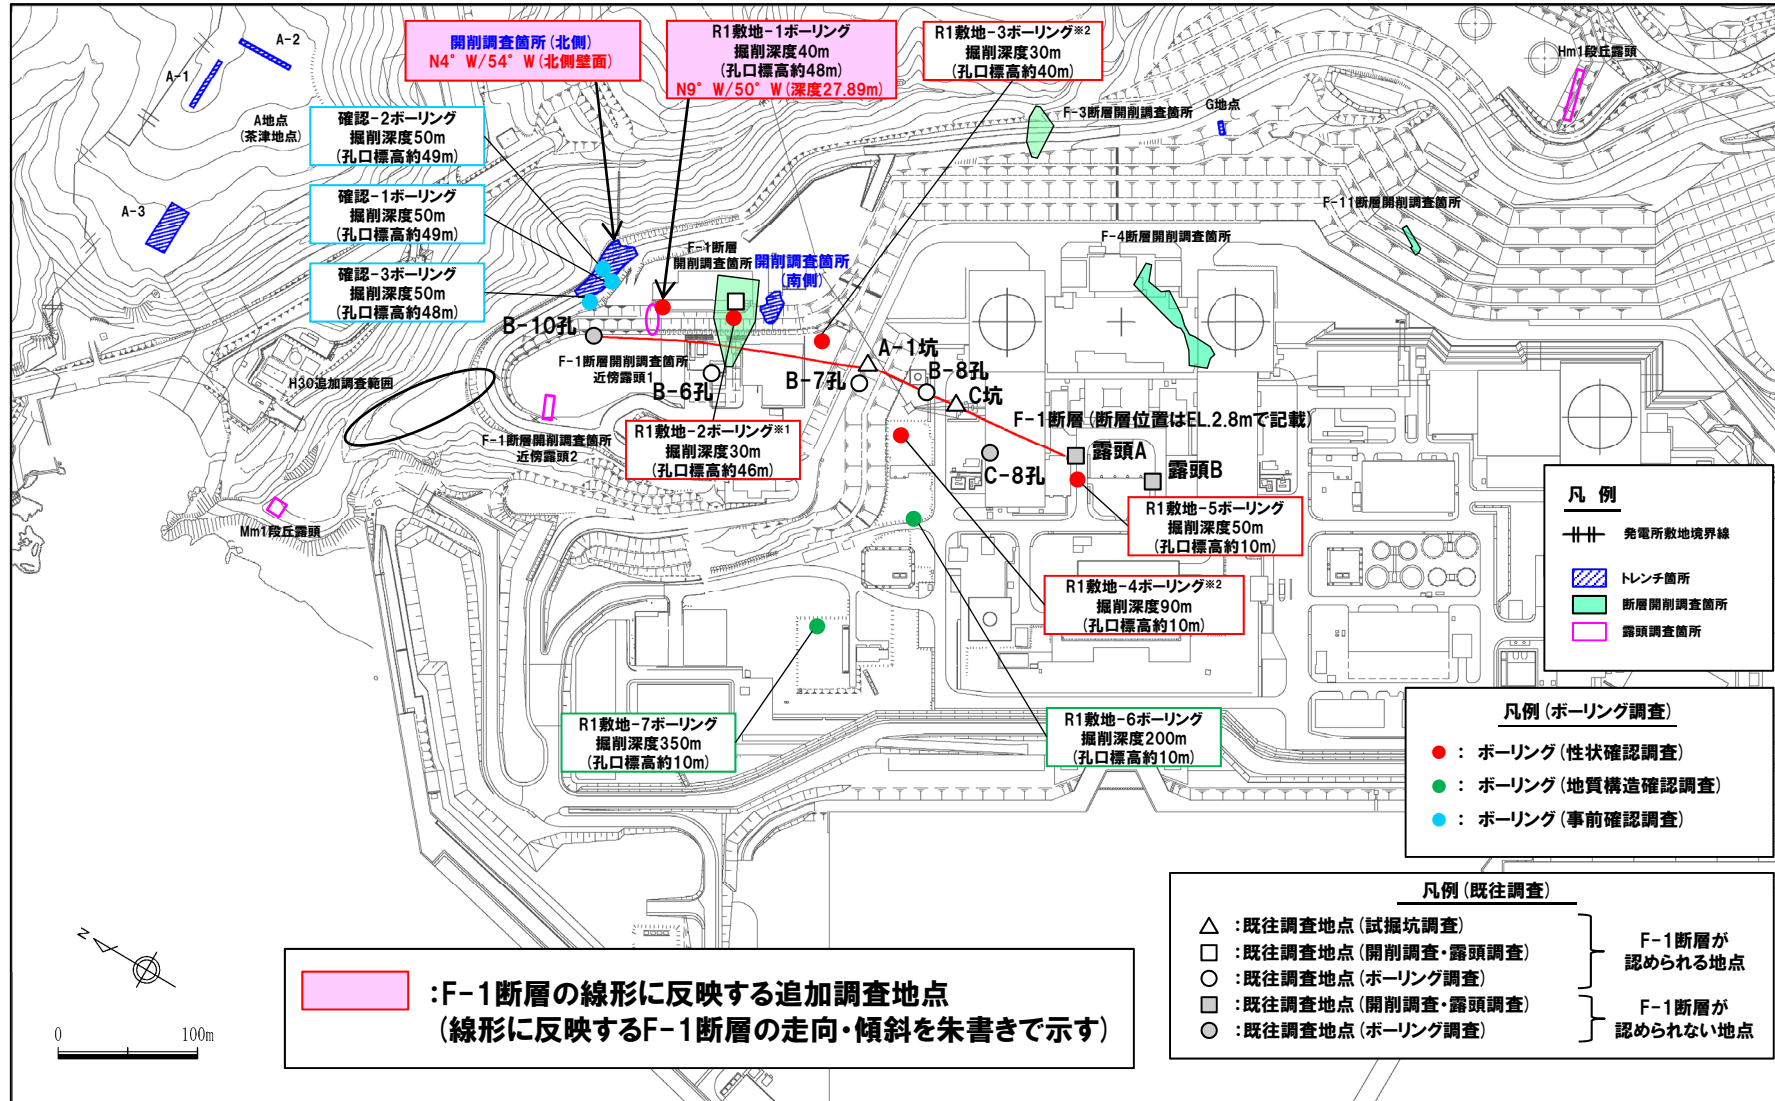 A-2
A-1
A地点
(茶津地点)
A-3
開削調査箇所(北側)
N4°W/54°W(北側壁面)
R1敷地-1ボーリング
掘削深度40m
(孔口標高約48m)
N9°W/50°W(深度27.89m)
R1敷地-3ボーリング※2
掘削深度30m
(孔口標高約40m)
Hm1段丘露頭
F-3断層開削調査箇所
G地点
確認-2ボーリング
掘削深度50m
(孔口標高約49m)
確認-1ボーリング
掘削深度50m
(孔口標高約49m)
確認-3ボーリング
掘削深度50m
(孔口標高約48m)
F-1断層
開削調査箇所
開削調査箇所
(南側)
F-4断層開削調査箇所
F-11断層開削調査箇所
B-10孔
F-1断層開削調査箇所
近傍露頭1
B-6孔
B-7孔
A-1坑
B-8孔
C坑
H30追加調査範囲
F-1断層(断層位置はEL.2.8mで記載)
F-1断層開削調査箇所
近傍露頭2
R1敷地-2ボーリング※1
掘削深度30m
(孔口標高約46m)
C-8孔
露頭A
露頭B
Mm1段丘露頭
R1敷地-5ボーリング
掘削深度50m
(孔口標高約10m)
R1敷地-4ボーリング※2
掘削深度90m
(孔口標高約10m)
R1敷地-7ボーリング
掘削深度350m
(孔口標高約10m)
R1敷地-6ボーリング
掘削深度200m
(孔口標高約10m)
凡 例
発電所敷地境界線
トレンチ箇所
断層開削調査箇所
露頭調査箇所
凡例(ボーリング調査)
: ボーリング(性状確認調査)
: ボーリング(地質構造確認調査)
: ボーリング(事前確認調査)
凡例(既往調査)
:既往調査地点(試掘坑調査)
:既往調査地点(開削調査・露頭調査)
:既往調査地点(ボーリング調査)
F-1断層が
認められる地点
:既往調査地点(開削調査・露頭調査)
:既往調査地点(ボーリング調査)
F-1断層が
認められない地点
:F-1断層の線形に反映する追加調査地点
(線形に反映するF-1断層の走向・傾斜を朱書きで示す)
N
0 100m